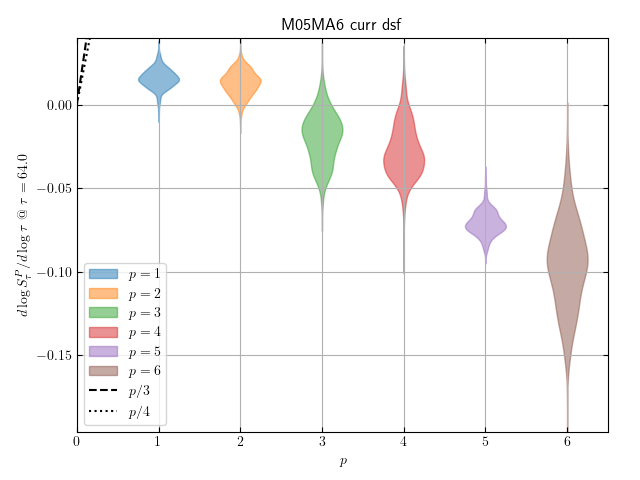 M05MA6 curr dsf
d log S_τ^P/d log τ @ τ = 64.0
0.00
−0.05
−0.10
−0.15
p = 1
p = 2
p = 3
p = 4
p = 5
p = 6
p/3
p/4
0 1 2 3 4 5 6
p